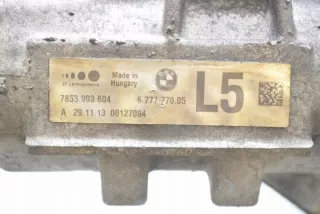 ZF Lenksysteme
Made in
Hungary
L5
7853 993 604
6 777 770.05
A 29.11.13 00127094